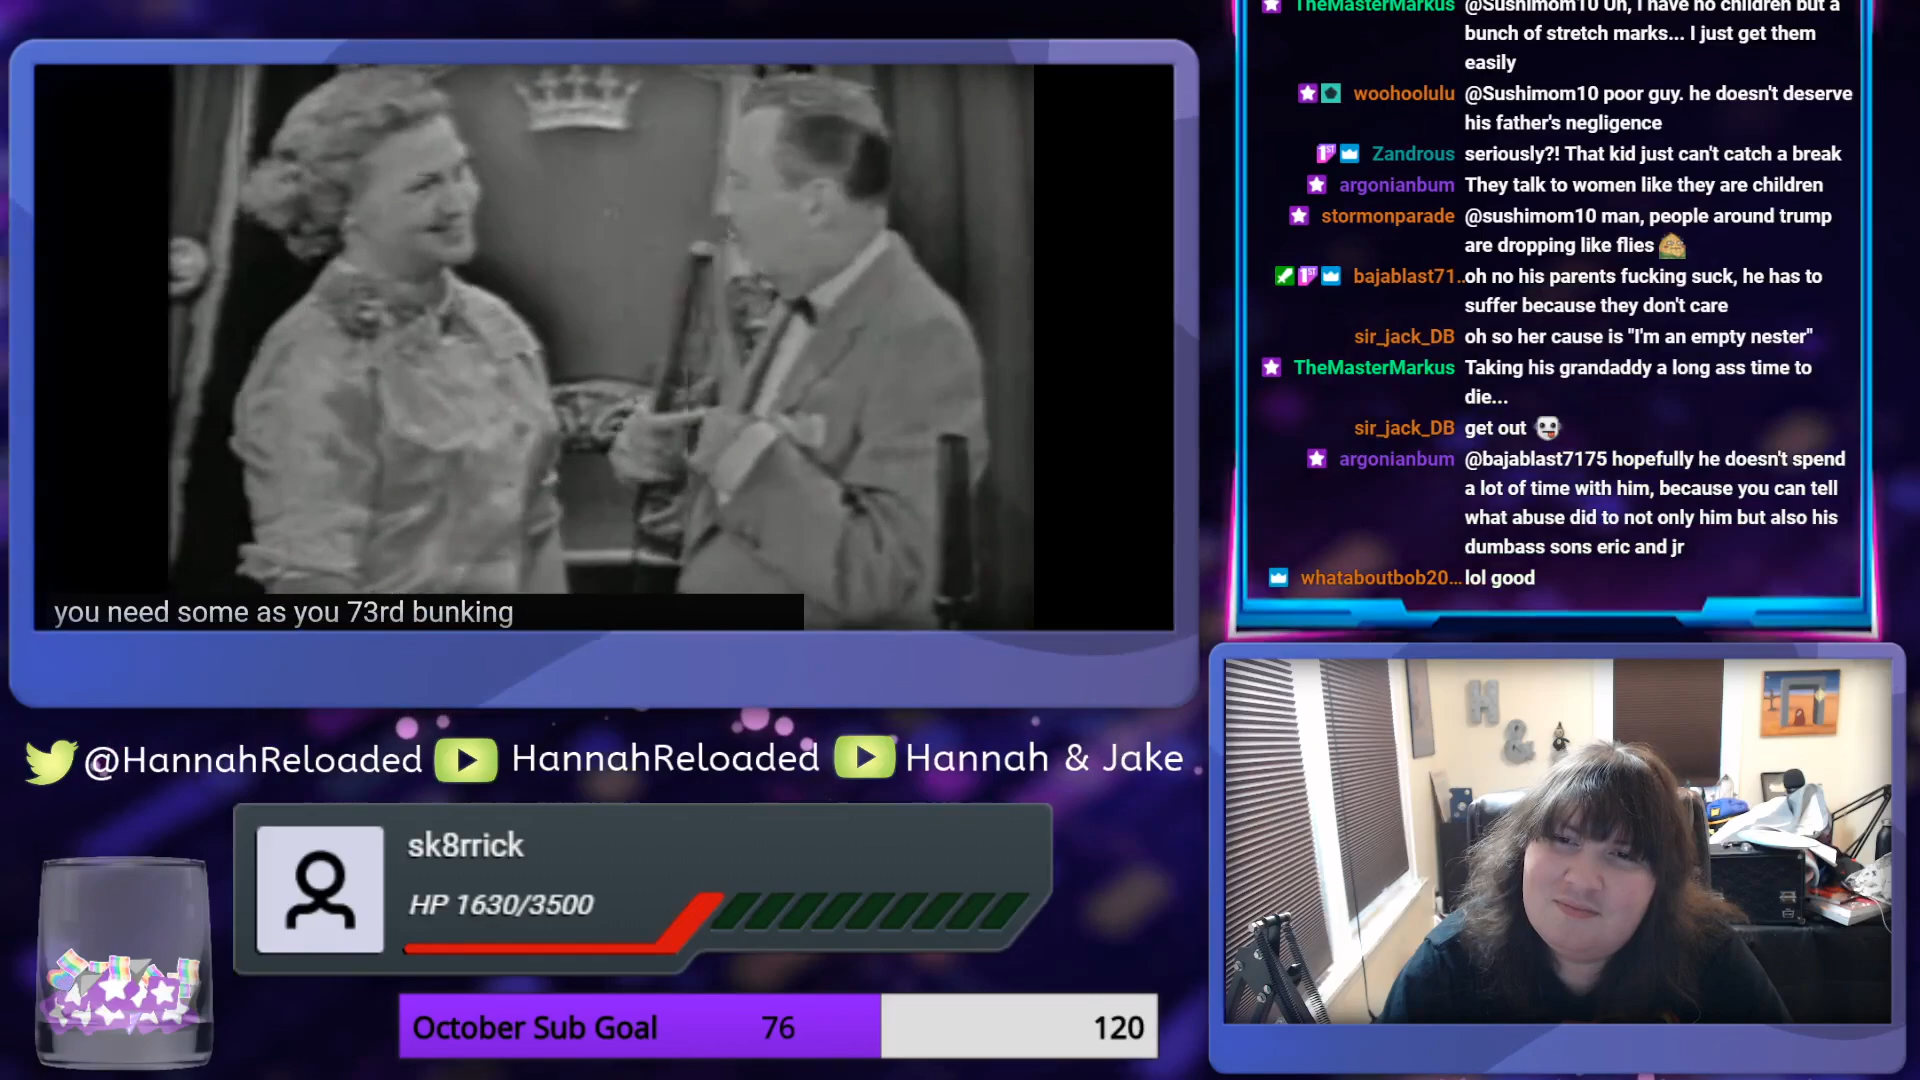 TheMasterMarkus @Sushimom10 Uh, I have no children but a
bunch of stretch marks... I just get them
easily
woohoolulu @Sushimom10 poor guy. he doesn't deserve
his father's negligence
1ST Zandrous seriously?! That kid just can't catch a break
argonianbum They talk to women like they are children
stormonparade @sushimom10 man, people around trump
are dropping like flies
1ST bajablast71.. oh no his parents fucking suck, he has to
suffer because they don't care
sir_jack_DB oh so her cause is "I'm an empty nester"
TheMasterMarkus Taking his grandaddy a long ass time to
die...
sir_jack_DB get out
argonianbum @bajablast7175 hopefully he doesn't spend
a lot of time with him, because you can tell
what abuse did to not only him but also his
dumbass sons eric and jr
whataboutbob20... lol good
you need some as you 73rd bunking
H
&
@HannahReloaded HannahReloaded Hannah & Jake
sk8rrick
HP 1630/3500
October Sub Goal 76 120